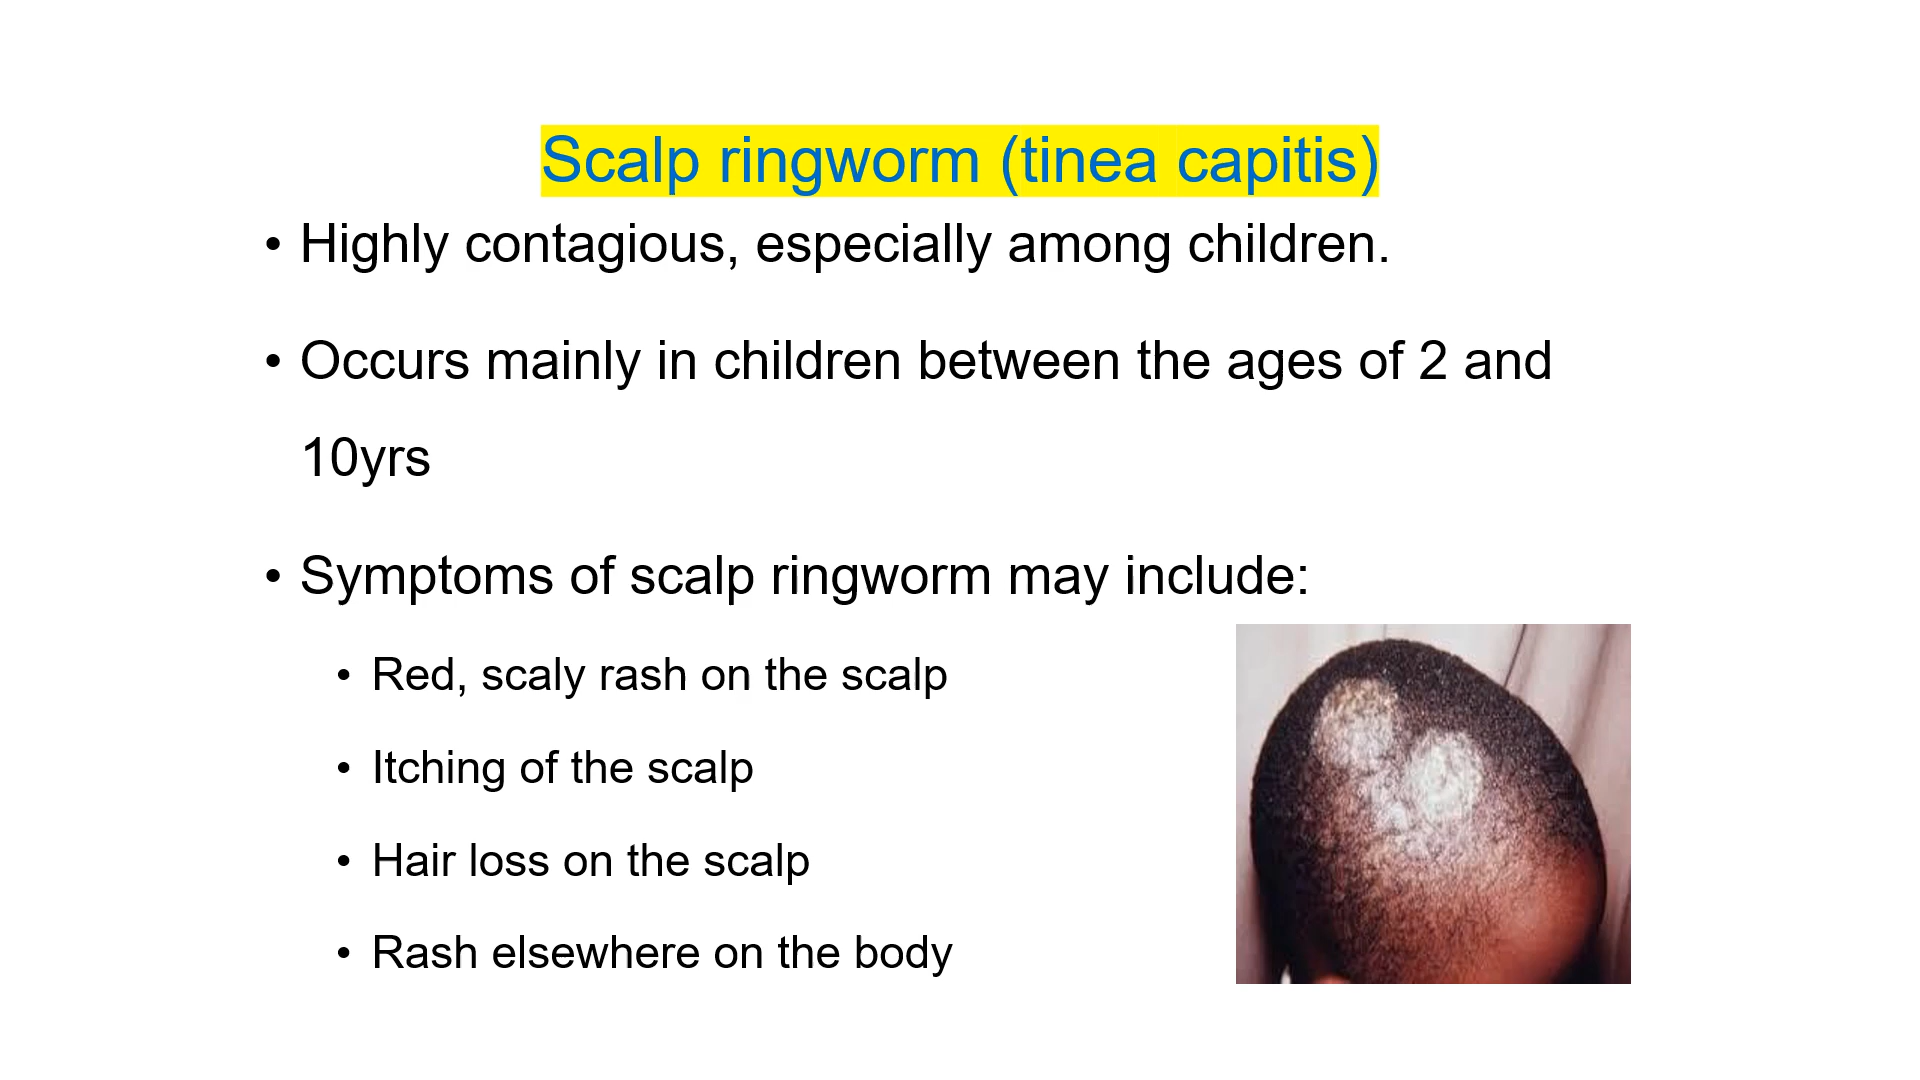 Scalp ringworm (tinea capitis)
• Highly contagious, especially among children.
• Occurs mainly in children between the ages of 2 and
10yrs
• Symptoms of scalp ringworm may include:
• Red, scaly rash on the scalp
• Itching of the scalp
• Hair loss on the scalp
• Rash elsewhere on the body